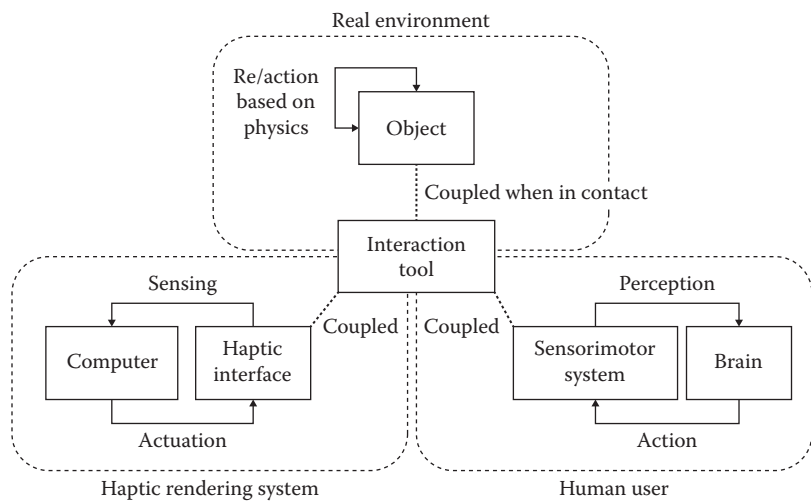 Real environment
Re/action
based on
physics
Object
Coupled when in contact
Interaction
tool
Sensing
Perception
Coupled
Coupled
Computer
Haptic
interface
Sensorimotor
system
Brain
Actuation
Action
Haptic rendering system
Human user